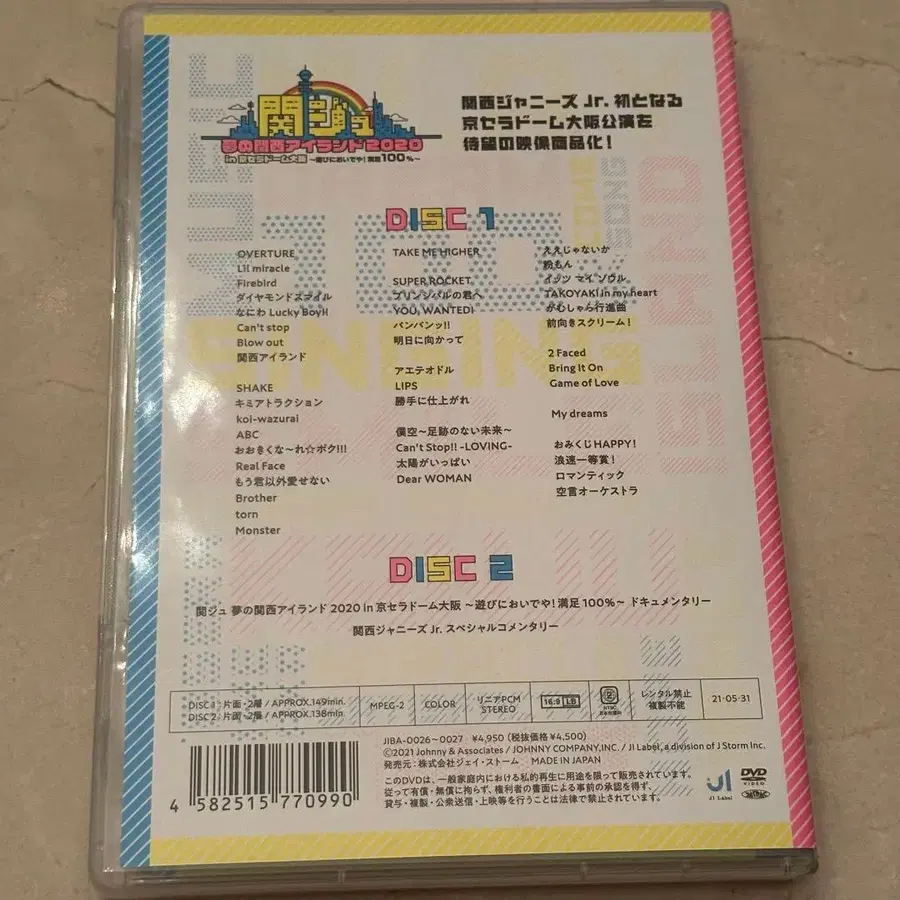 関ジュ
夢の関西アイランド2020
in 京セラドーム大阪 ～遊びにおいでや! 満足100%～
関西ジャニーズ Jr. 初となる
京セラドーム大阪公演を
待望の映像商品化!
DISC 1
OVERTURE
Lil miracle
Firebird
ダイヤモンドスマイル
なにわ Lucky Boy!!
Can't stop
Blow out
関西アイランド
SHAKE
キミアトラクション
koi-wazurai
ABC
おおきくな〜れ☆ボク!!!
Real Face
もう君以外愛せない
Brother
torn
Monster
TAKE ME HIGHER
SUPER ROCKET
プリンシパルの君へ
YOU, WANTED!
バンバンッ!!
明日に向かって
アエテオドル
LIPS
勝手に仕上がれ
僕空〜足跡のない未来〜
Can't Stop!! -LOVING-
太陽がいっぱい
Dear WOMAN
ええじゃないか
粉もん
イッツ マイ ソウル
TAKOYAKI in my heart
がむしゃら行進曲
前向きスクリーム!
2 Faced
Bring It On
Game of Love
My dreams
おみくじHAPPY!
浪速一等賞!
ロマンティック
空言オーケストラ
DISC 2
関ジュ 夢の関西アイランド 2020 in 京セラドーム大阪 〜遊びにおいでや! 満足 100%〜 ドキュメンタリー
関西ジャニーズ Jr. スペシャルコメンタリー
DISC 1 : 片面・2層 / APPROX.149min.
DISC 2 : 片面・2層 / APPROX.138min.
MPEG-2
COLOR
リニアPCM
STEREO
16:9 LB
2
NTSC
日本市場向
レンタル禁止
複製不能
21・05・31
JIBA-0026〜0027 / ¥4,950 (税抜価格 ¥4,500)
©2021 Johnny & Associates / JOHNNY COMPANY,INC. / JI Label, a division of J Storm Inc.
発売元：株式会社ジェイ・ストーム MADE IN JAPAN
このDVDは、一般家庭内における私的再生に用途を限って販売されています。
従って有償・無償に拘らず、権利者の書面による事前の承認を得ず、
貸与・複製・公衆送信・上映等を行うことは法律で禁止されています。
4 582515 770990
JI Label
DVD
VIDEO